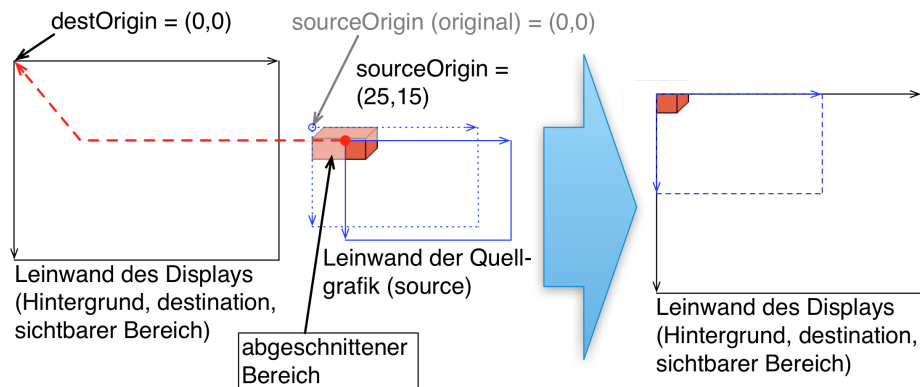 destOrigin = (0,0)
sourceOrigin (original) = (0,0)
sourceOrigin =
(25,15)
Leinwand des Displays
(Hintergrund, destination,
sichtbarer Bereich)
Leinwand der Quell-
grafik (source)
abgeschnittener
Bereich
Leinwand des Displays
(Hintergrund, destination,
sichtbarer Bereich)